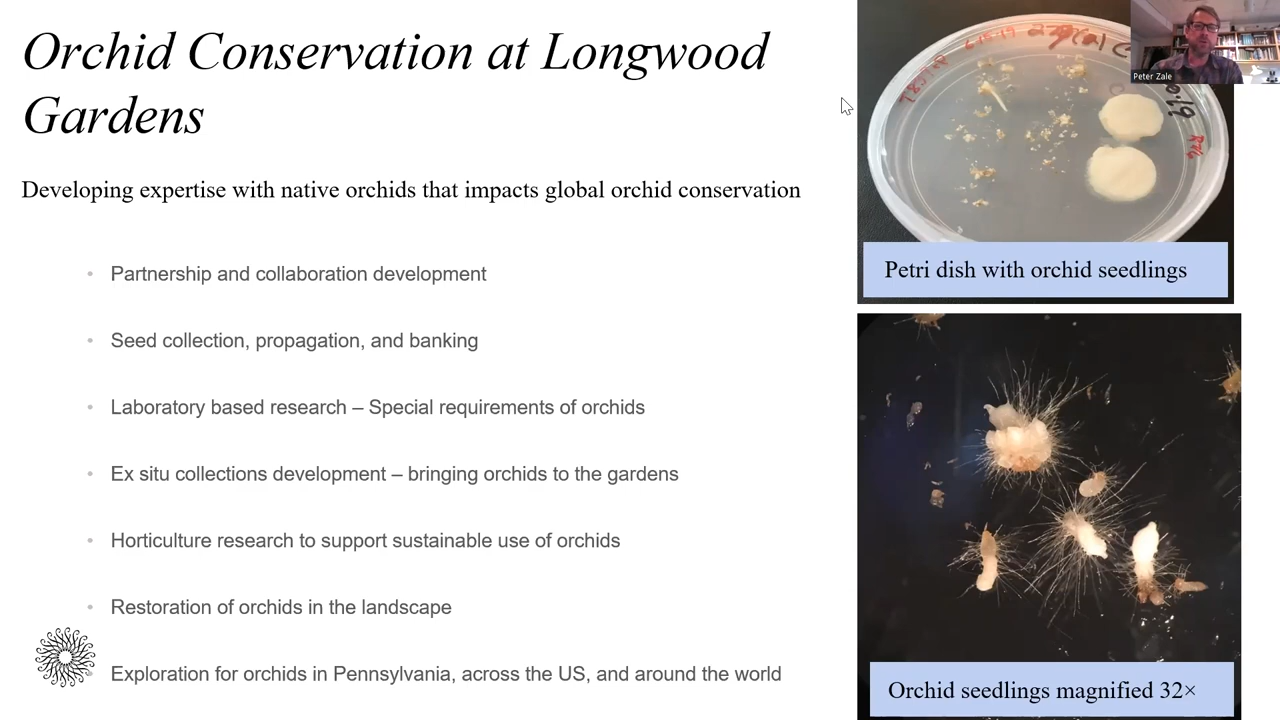 Orchid Conservation at Longwood
Gardens
Developing expertise with native orchids that impacts global orchid conservation
• Partnership and collaboration development
• Seed collection, propagation, and banking
• Laboratory based research – Special requirements of orchids
• Ex situ collections development – bringing orchids to the gardens
• Horticulture research to support sustainable use of orchids
• Restoration of orchids in the landscape
• Exploration for orchids in Pennsylvania, across the US, and around the world
Peter Zale
Petri dish with orchid seedlings
Orchid seedlings magnified 32×